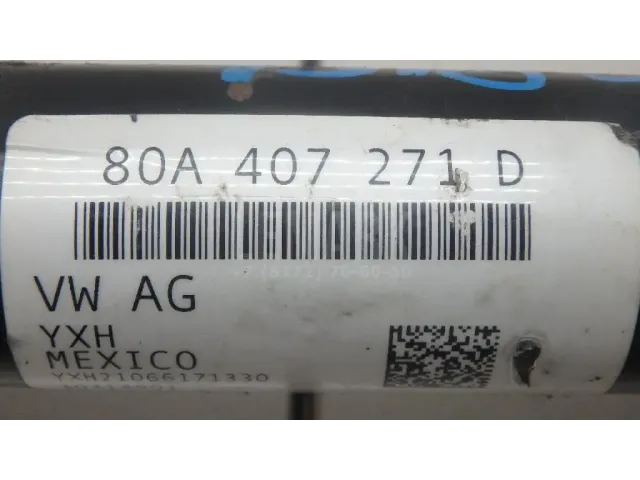 80A 407 271 D
VW AG
YXH
MEXICO
YXH21066171330